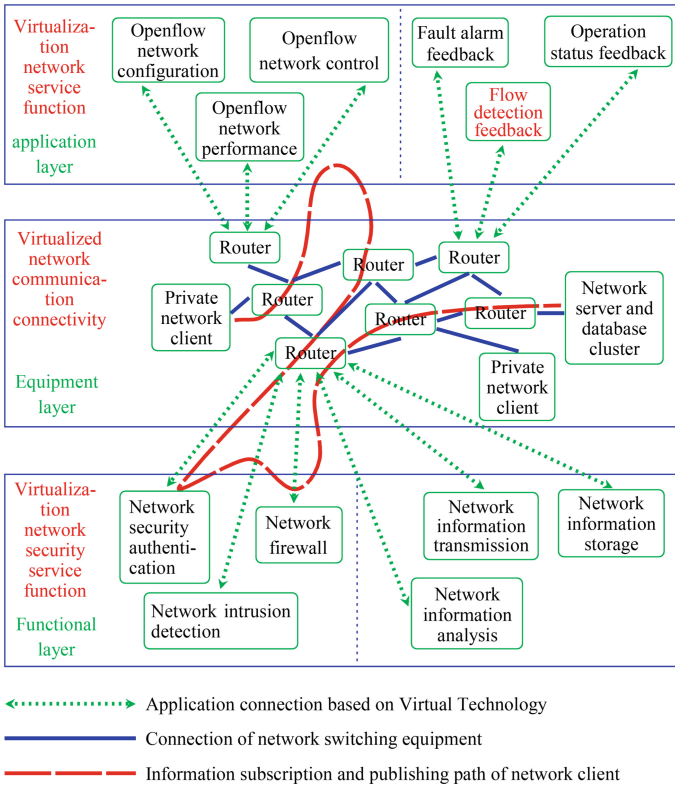 Virtualiza-
tion
network
service
function
application
layer
Openflow
network
configuration
Openflow
network control
Openflow
network
performance
Fault alarm
feedback
Operation
status feedback
Flow
detection
feedback
Virtualized
network
communica-
tion
connectivity
Equipment
layer
Router
Router
Router
Router
Private
network
client
Router
Router
Router
Network
server and
database
cluster
Private
network
client
Virtualiza-
tion
network
security
service
function
Functional
layer
Network
security
authenti-
cation
Network
firewall
Network intrusion
detection
Network
information
transmission
Network
information
storage
Network
information
analysis
Application connection based on Virtual Technology
Connection of network switching equipment
Information subscription and publishing path of network client